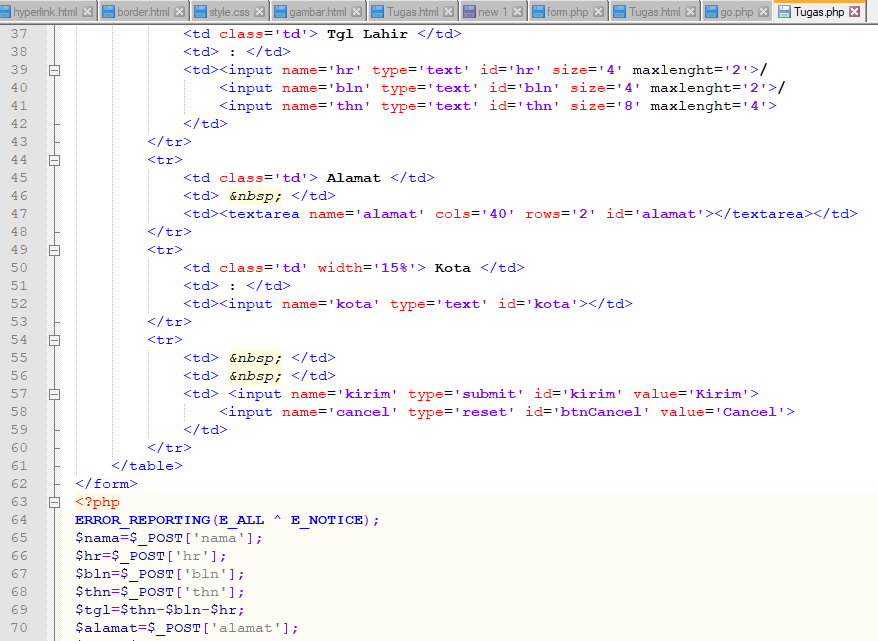 hyperlink.html border.html style.css gambar.html Tugas.html new 1 form.php Tugas.html go.php Tugas.php
37 <td class='td'> Tgl Lahir </td>
38 <td> : </td>
39 <td><input name='hr' type='text' id='hr' size='4' maxlenght='2'>/
40 <input name='bln' type='text' id='bln' size='4' maxlenght='2'>/
41 <input name='thn' type='text' id='thn' size='8' maxlenght='4'>
42 </td>
43 </tr>
44 <tr>
45 <td class='td'> Alamat </td>
46 <td> &nbsp; </td>
47 <td><textarea name='alamat' cols='40' rows='2' id='alamat'></textarea></td>
48 </tr>
49 <tr>
50 <td class='td' width='15%'> Kota </td>
51 <td> : </td>
52 <td><input name='kota' type='text' id='kota'></td>
53 </tr>
54 <tr>
55 <td> &nbsp; </td>
56 <td> &nbsp; </td>
57 <td> <input name='kirim' type='submit' id='kirim' value='Kirim'>
58 <input name='cancel' type='reset' id='btnCancel' value='Cancel'>
59 </td>
60 </tr>
61 </table>
62 </form>
63 <?php
64 ERROR_REPORTING(E_ALL ^ E_NOTICE);
65 $nama=$_POST['nama'];
66 $hr=$_POST['hr'];
67 $bln=$_POST['bln'];
68 $thn=$_POST['thn'];
69 $tgl=$thn-$bln-$hr;
70 $alamat=$_POST['alamat'];